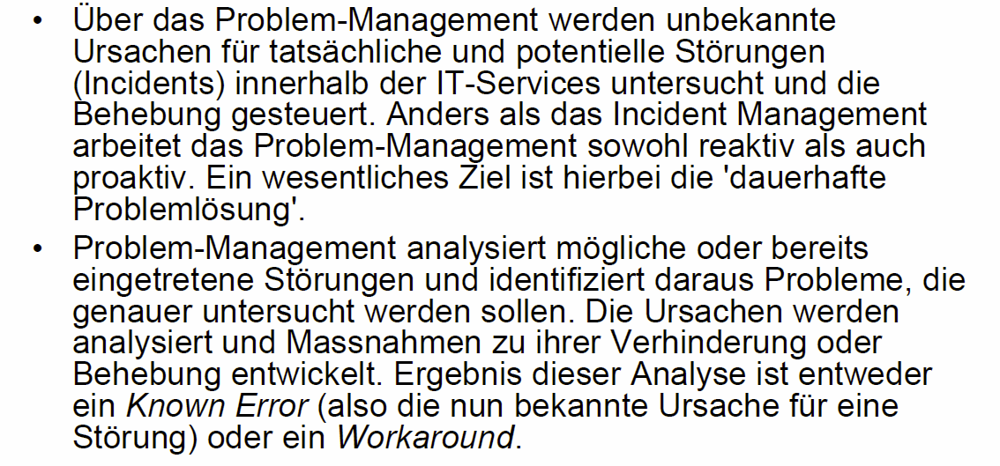 • Über das Problem-Management werden unbekannte
Ursachen für tatsächliche und potentielle Störungen
(Incidents) innerhalb der IT-Services untersucht und die
Behebung gesteuert. Anders als das Incident Management
arbeitet das Problem-Management sowohl reaktiv als auch
proaktiv. Ein wesentliches Ziel ist hierbei die 'dauerhafte
Problemlösung'.
• Problem-Management analysiert mögliche oder bereits
eingetretene Störungen und identifiziert daraus Probleme, die
genauer untersucht werden sollen. Die Ursachen werden
analysiert und Massnahmen zu ihrer Verhinderung oder
Behebung entwickelt. Ergebnis dieser Analyse ist entweder
ein Known Error (also die nun bekannte Ursache für eine
Störung) oder ein Workaround.